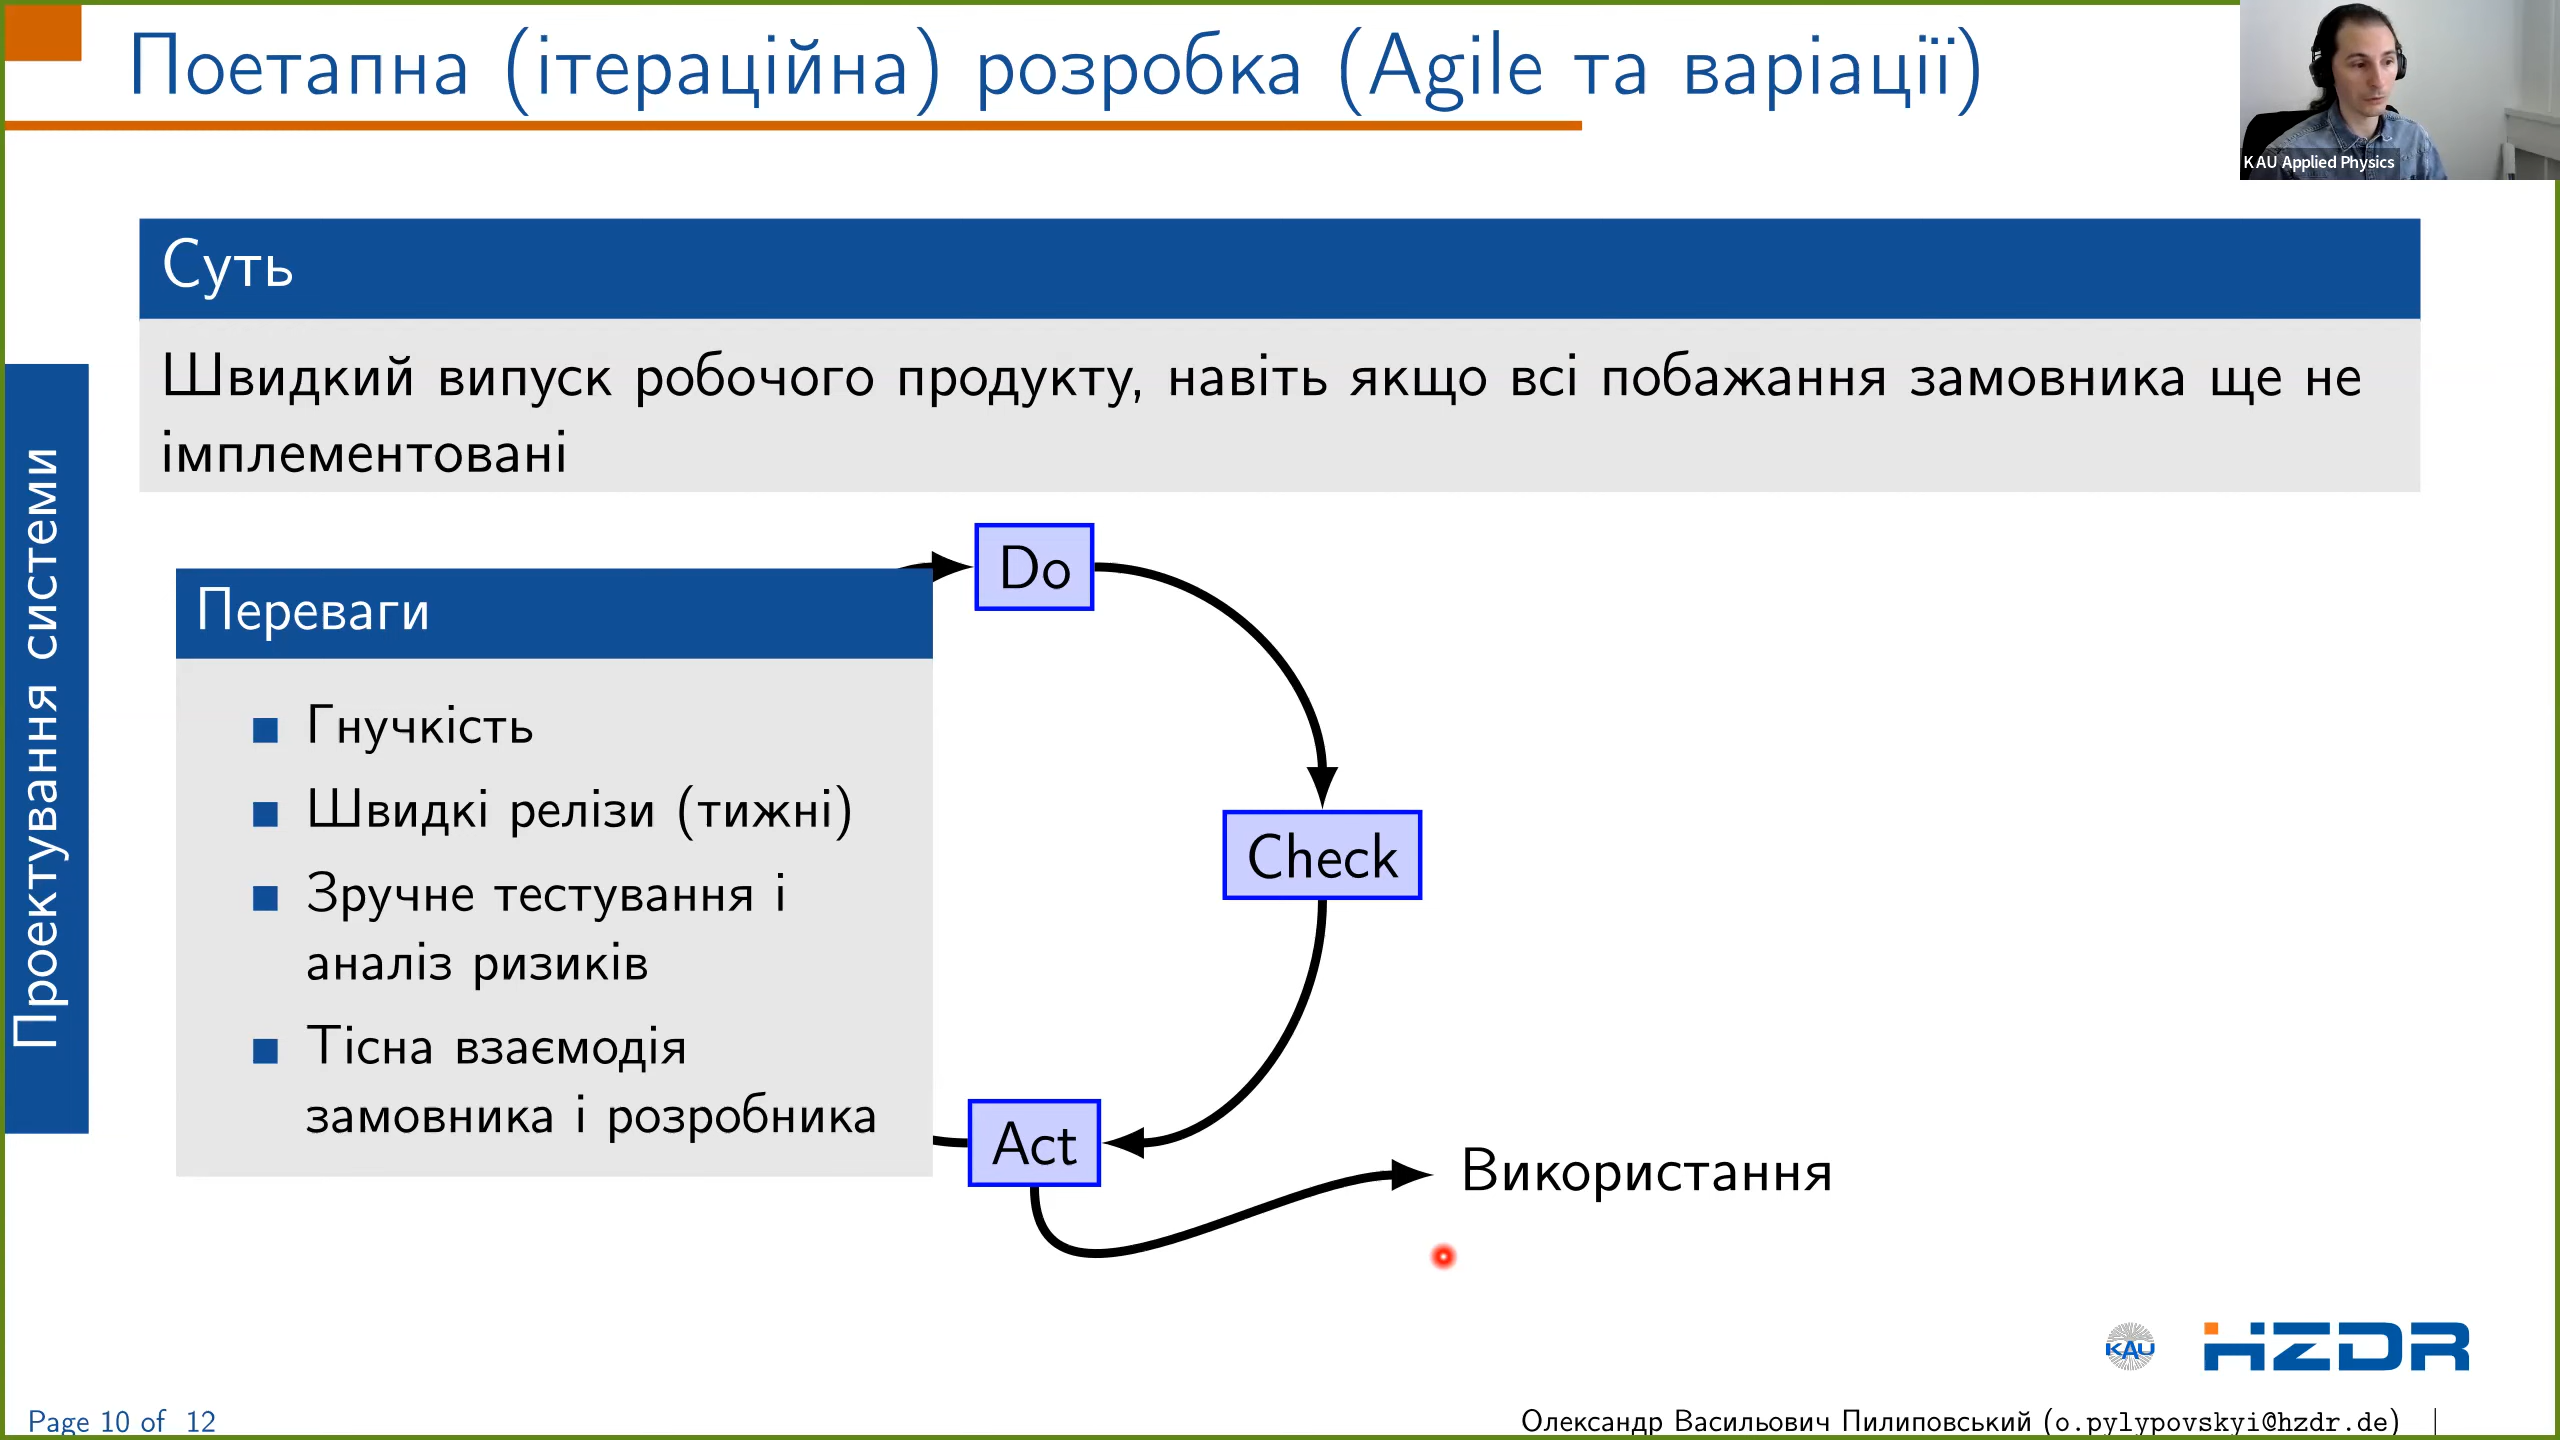 Поетапна (ітераційна) розробка (Agile та варіації)
KAU Applied Physics
Суть
Швидкий випуск робочого продукту, навіть якщо всі побажання замовника ще не
імплементовані
Проектування системи
Переваги
Гнучкість
Швидкі релізи (тижні)
Зручне тестування і
аналіз ризиків
Тісна взаємодія
замовника і розробника
Do
Check
Act
Використання
KAU
HZDR
Page 10 of 12
Олександр Васильович Пилиповський (o.pylypovskyi@hzdr.de)